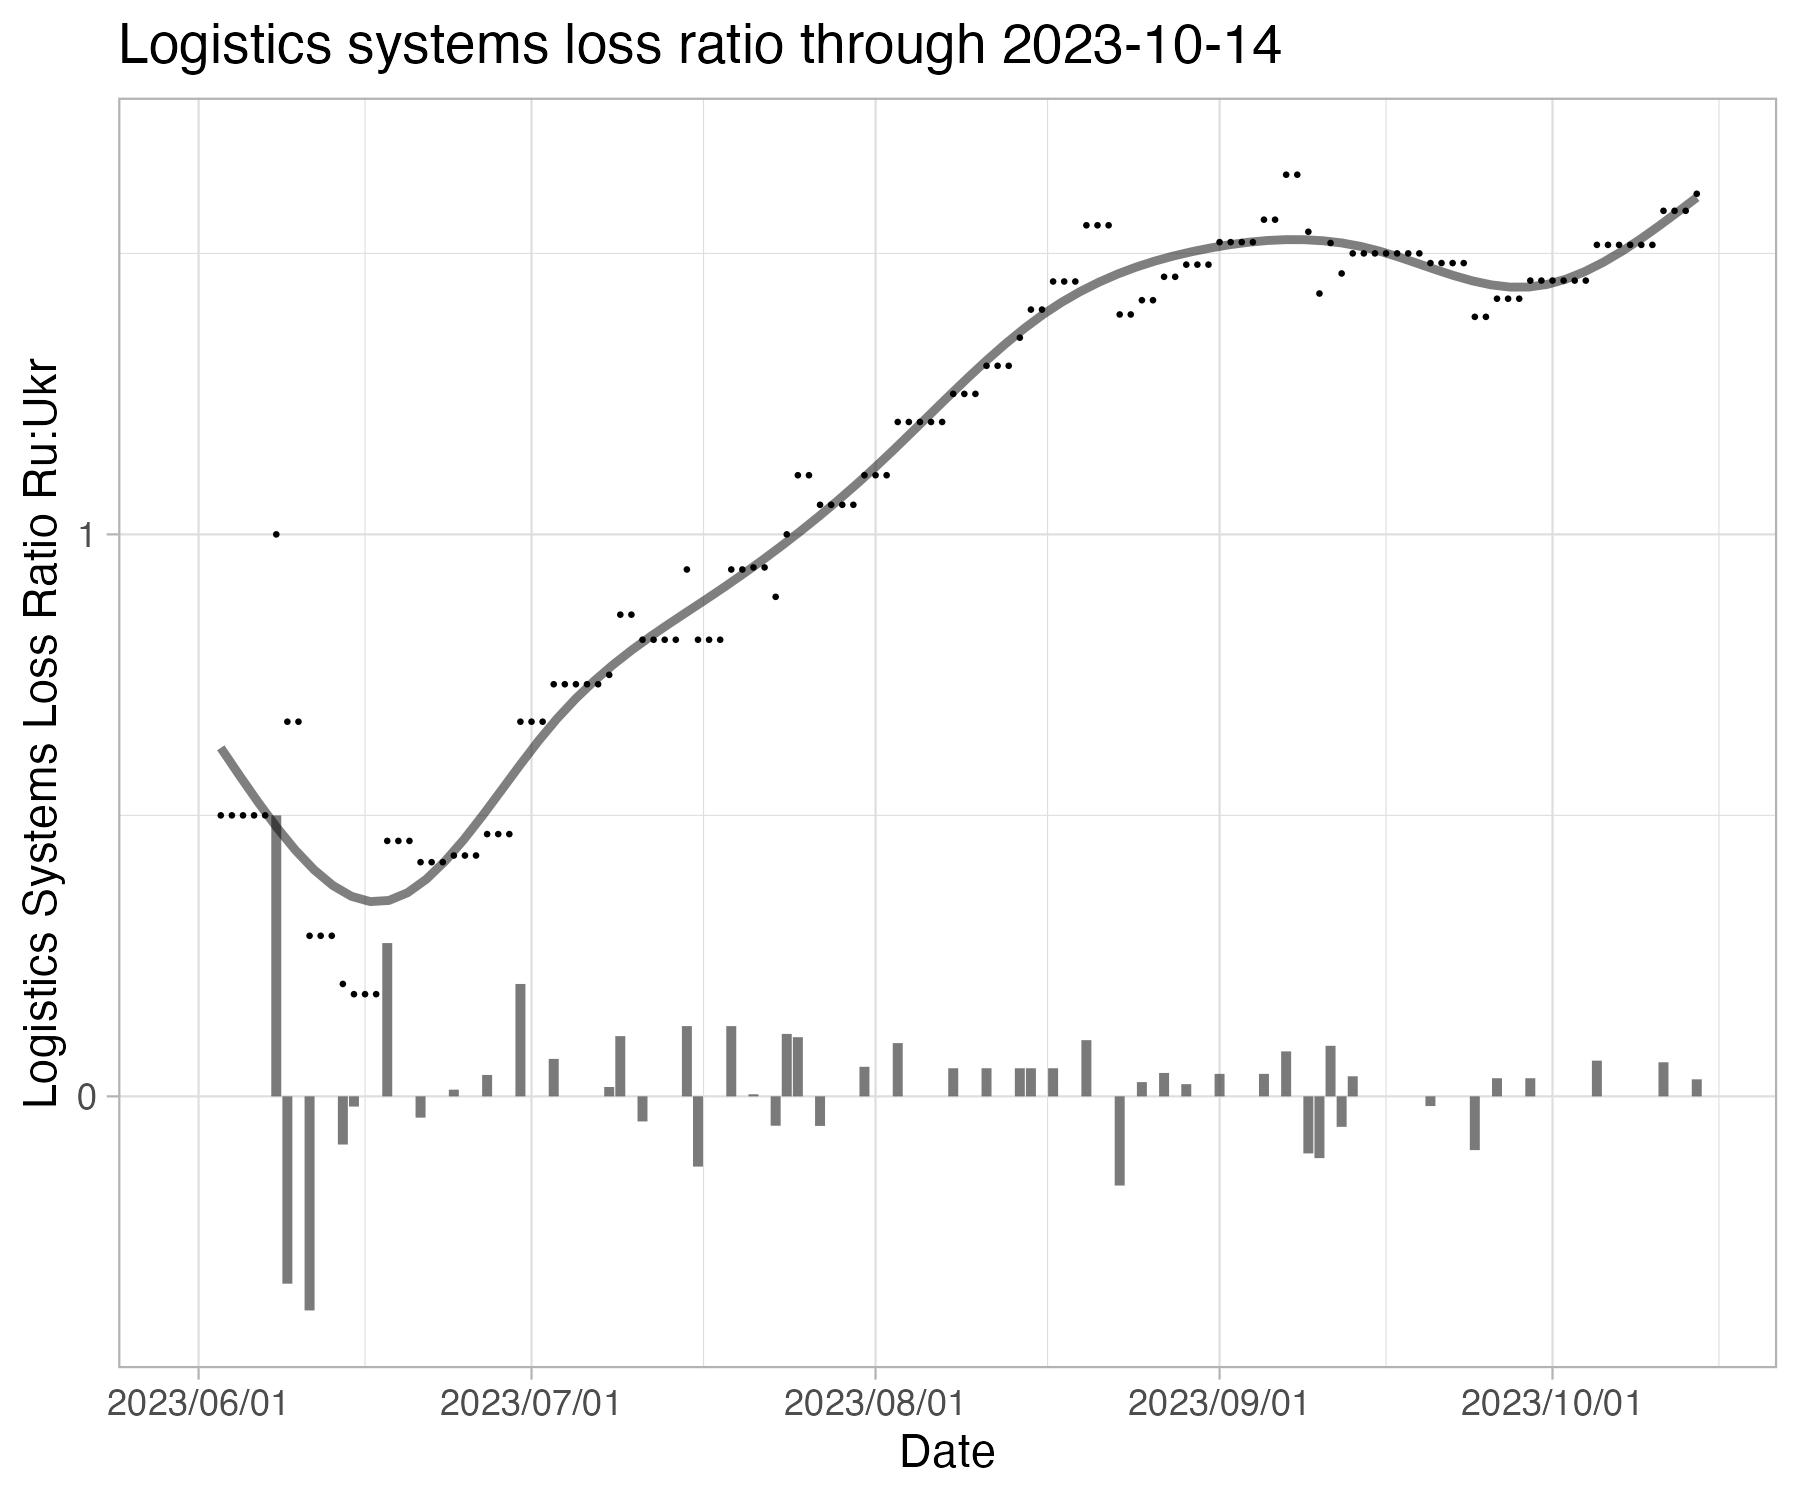 Logistics systems loss ratio through 2023-10-14
Logistics Systems Loss Ratio Ru:Ukr
1
0
2023/06/01 2023/07/01 2023/08/01 2023/09/01 2023/10/01
Date